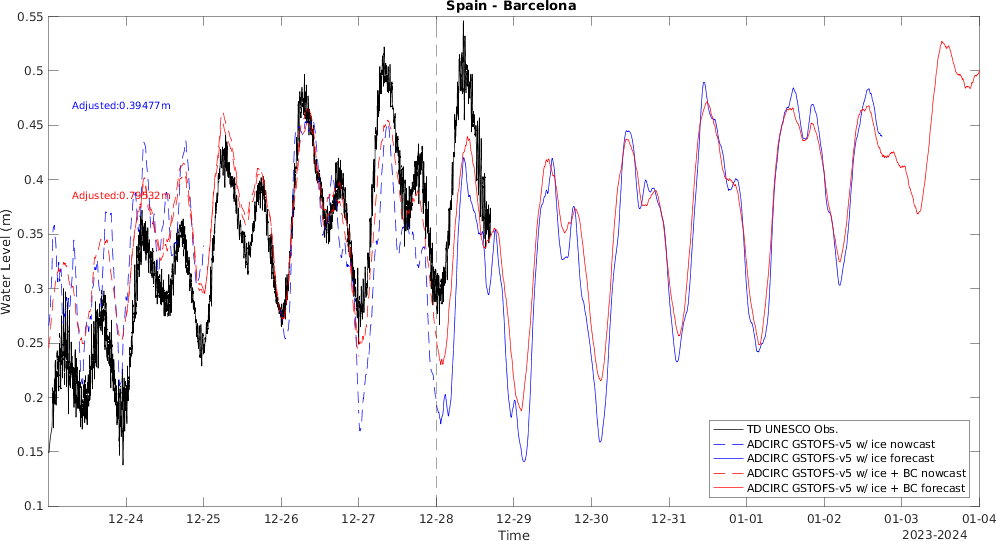 Spain - Barcelona
Water Level (m)
0.55
0.5
0.45
0.4
0.35
0.3
0.25
0.2
0.15
0.1
Adjusted:0.39477m
Adjusted:0.79532m
TD UNESCO Obs.
ADCIRC GSTOFS-v5 w/ ice nowcast
ADCIRC GSTOFS-v5 w/ ice forecast
ADCIRC GSTOFS-v5 w/ ice + BC nowcast
ADCIRC GSTOFS-v5 w/ ice + BC forecast
12-24 12-25 12-26 12-27 12-28 12-29 12-30 12-31 01-01 01-02 01-03 01-04
Time
2023-2024